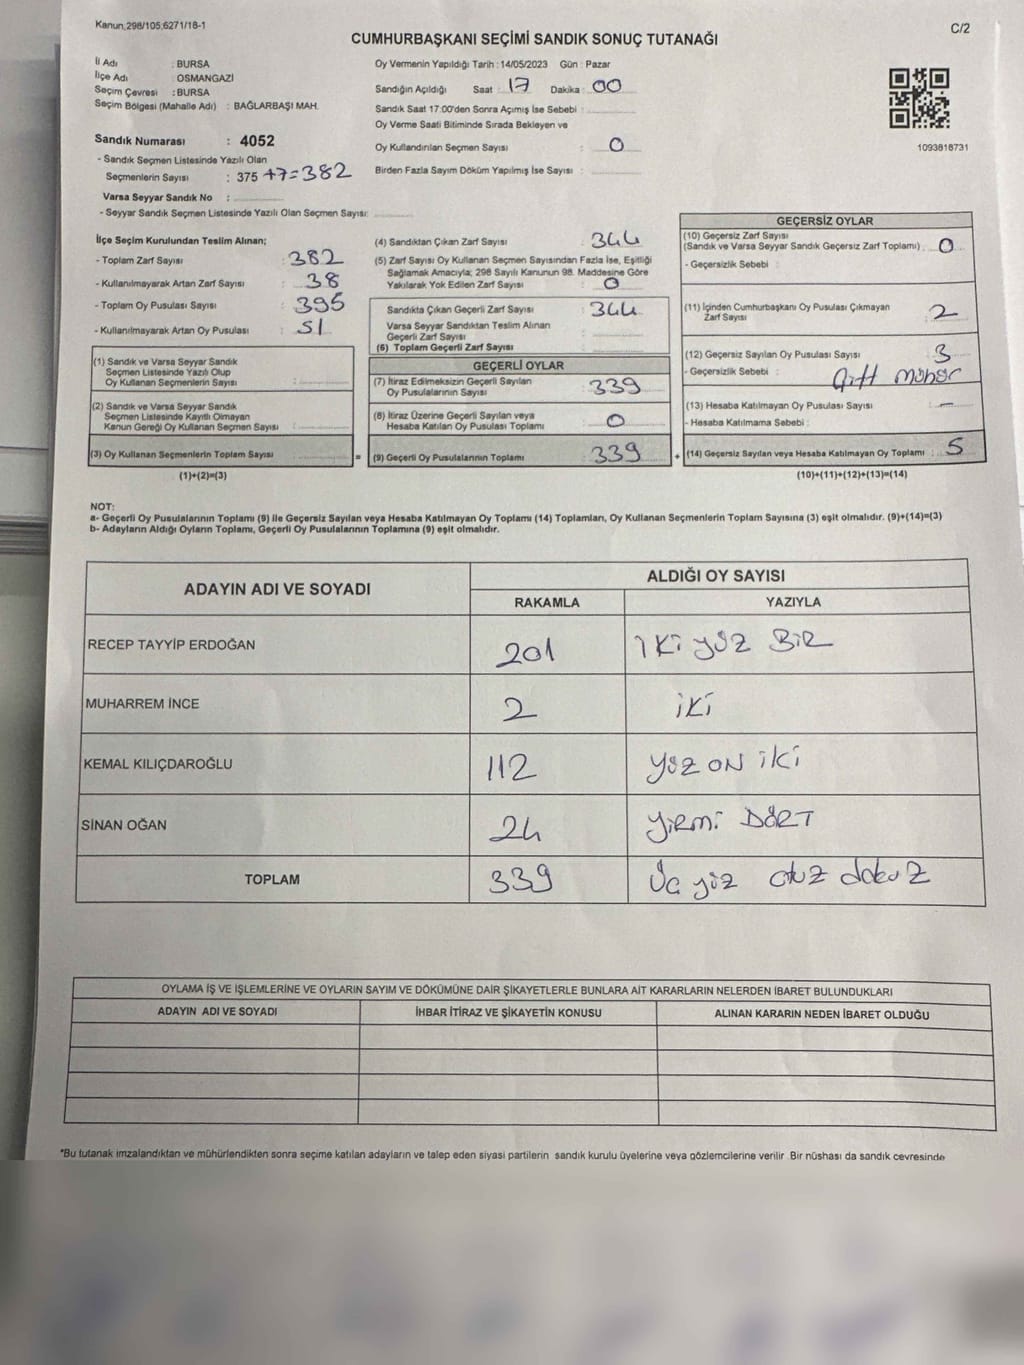 Kanun,298/105,6271/18-1
C/2
CUMHURBAŞKANI SEÇİMİ SANDIK SONUÇ TUTANAĞI
İl Adı : BURSA
İlçe Adı : OSMANGAZİ
Seçim Çevresi : BURSA
Seçim Bölgesi (Mahalle Adı) : BAĞLARBAŞI MAH.
Sandık Numarası : 4052
- Sandık Seçmen Listesinde Yazılı Olan
Seçmenlerin Sayısı : 375 +7=382
Varsa Seyyar Sandık No :
- Seyyar Sandık Seçmen Listesinde Yazılı Olan Seçmen Sayısı:
Oy Vermenin Yapıldığı Tarih : 14/05/2023 Gün : Pazar
Sandığın Açıldığı Saat : 17 Dakika : 00
Sandık Saat 17:00'den Sonra Açımış İse Sebebi :
Oy Verme Saati Bitiminde Sırada Bekleyen ve
Oy Kullandırılan Seçmen Sayısı : 0
Birden Fazla Sayım Döküm Yapılmış İse Sayısı :
1093818731
İlçe Seçim Kurulundan Teslim Alınan;
- Toplam Zarf Sayısı : 382
- Kullanılmayarak Artan Zarf Sayısı : 38
- Toplam Oy Pusulası Sayısı : 395
- Kullanılmayarak Artan Oy Pusulası : 51
(1) Sandık ve Varsa Seyyar Sandık
Seçmen Listesinde Yazılı Olup
Oy Kullanan Seçmenlerin Sayısı :
(2) Sandık ve Varsa Seyyar Sandık
Seçmen Listesinde Kayıtlı Olmayan
Kanun Gereği Oy Kullanan Seçmen Sayısı :
(3) Oy Kullanan Seçmenlerin Toplam Sayısı : =
(1)+(2)=(3)
(4) Sandıktan Çıkan Zarf Sayısı : 344
(5) Zarf Sayısı Oy Kullanan Seçmen Sayısından Fazla İse, Eşitliği
Sağlamak Amacıyla; 298 Sayılı Kanunun 98. Maddesine Göre
Yakılarak Yok Edilen Zarf Sayısı : 0
Sandıkta Çıkan Geçerli Zarf Sayısı : 344
Varsa Seyyar Sandıktan Teslim Alınan
Geçerli Zarf Sayısı :
(6) Toplam Geçerli Zarf Sayısı :
GEÇERLİ OYLAR
(7) İtiraz Edilmeksizin Geçerli Sayılan
Oy Pusulalarının Sayısı : 339
(8) İtiraz Üzerine Geçerli Sayılan veya
Hesaba Katılan Oy Pusulası Toplamı : 0
(9) Geçerli Oy Pusulalarının Toplamı : 339 +
GEÇERSİZ OYLAR
(10) Geçersiz Zarf Sayısı
(Sandık ve Varsa Seyyar Sandık Geçersiz Zarf Toplamı) : 0
- Geçersizlik Sebebi :
(11) İçinden Cumhurbaşkanı Oy Pusulası Çıkmayan
Zarf Sayısı : 2
(12) Geçersiz Sayılan Oy Pusulası Sayısı : 3
- Geçersizlik Sebebi : Çift mühür
(13) Hesaba Katılmayan Oy Pusulası Sayısı : —
- Hesaba Katılmama Sebebi :
(14) Geçersiz Sayılan veya Hesaba Katılmayan Oy Toplamı : 5
(10)+(11)+(12)+(13)=(14)
NOT:
a- Geçerli Oy Pusulalarının Toplamı (9) ile Geçersiz Sayılan veya Hesaba Katılmayan Oy Toplamı (14) Toplamları, Oy Kullanan Seçmenlerin Toplam Sayısına (3) eşit olmalıdır. (9)+(14)=(3)
b- Adayların Aldığı Oyların Toplamı, Geçerli Oy Pusulalarının Toplamına (9) eşit olmalıdır.
ADAYIN ADI VE SOYADI ALDIĞI OY SAYISI
RAKAMLA YAZIYLA
RECEP TAYYİP ERDOĞAN 201 İKİ YÜZ BİR
MUHARREM İNCE 2 İKİ
KEMAL KILIÇDAROĞLU 112 YÜZ ON İKİ
SİNAN OĞAN 24 YİRMİ DÖRT
TOPLAM 339 Üç yüz otuz dokuz
OYLAMA İŞ VE İŞLEMLERİNE VE OYLARIN SAYIM VE DÖKÜMÜNE DAİR ŞİKAYETLERLE BUNLARA AİT KARARLARIN NELERDEN İBARET BULUNDUKLARI
ADAYIN ADI VE SOYADI İHBAR İTİRAZ VE ŞİKAYETİN KONUSU ALINAN KARARIN NEDEN İBARET OLDUĞU
*Bu tutanak imzalandıktan ve mühürlendikten sonra seçime katılan adayların ve talep eden siyasi partilerin sandık kurulu üyelerine veya gözlemcilerine verilir. Bir nüshası da sandık çevresinde